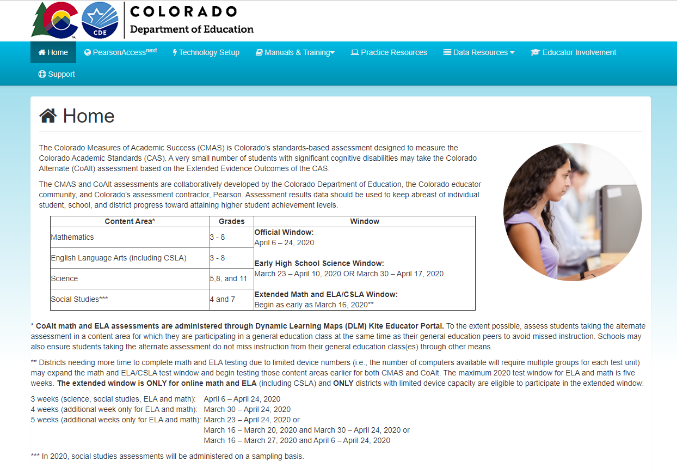 CDE
COLORADO
Department of Education
Home PearsonAccessnext Technology Setup Manuals & Training Practice Resources Data Resources Educator Involvement
Support
Home
The Colorado Measures of Academic Success (CMAS) is Colorado's standards-based assessment designed to measure the
Colorado Academic Standards (CAS). A very small number of students with significant cognitive disabilities may take the Colorado
Alternate (CoAlt) assessment based on the Extended Evidence Outcomes of the CAS.
The CMAS and CoAlt assessments are collaboratively developed by the Colorado Department of Education, the Colorado educator
community, and Colorado's assessment contractor, Pearson. Assessment results data should be used to keep abreast of individual
student, school, and district progress toward attaining higher student achievement levels.
Content Area* Grades Window
Mathematics 3 - 8
Official Window:
April 6 – 24, 2020
English Language Arts (including CSLA) 3 - 8
Early High School Science Window:
March 23 – April 10, 2020 OR March 30 – April 17, 2020
Science 5,8, and 11
Social Studies*** 4 and 7
Extended Math and ELA/CSLA Window:
Begin as early as March 16, 2020**
* CoAlt math and ELA assessments are administered through Dynamic Learning Maps (DLM) Kite Educator Portal. To the extent possible, assess students taking the alternate
assessment in a content area for which they are participating in a general education class at the same time as their general education peers to avoid missed instruction. Schools may
also ensure students taking the alternate assessment do not miss instruction from their general education class(es) through other means.
** Districts needing more time to complete math and ELA testing due to limited device numbers (i.e., the number of computers available will require multiple groups for each test unit)
may expand the math and ELA/CSLA test window and begin testing those content areas earlier for both CMAS and CoAlt. The maximum 2020 test window for ELA and math is five
weeks. The extended window is ONLY for online math and ELA (including CSLA) and ONLY districts with limited device capacity are eligible to participate in the extended window:
3 weeks (science, social studies, ELA and math): April 6 – April 24, 2020
4 weeks (additional week only for ELA and math): March 30 – April 24, 2020
5 weeks (additional weeks only for ELA and math): March 23 – April 24, 2020 or
March 16 – March 20, 2020 and March 30 – April 24, 2020 or
March 16 – March 27, 2020 and April 6 – April 24, 2020
*** In 2020, social studies assessments will be administered on a sampling basis.